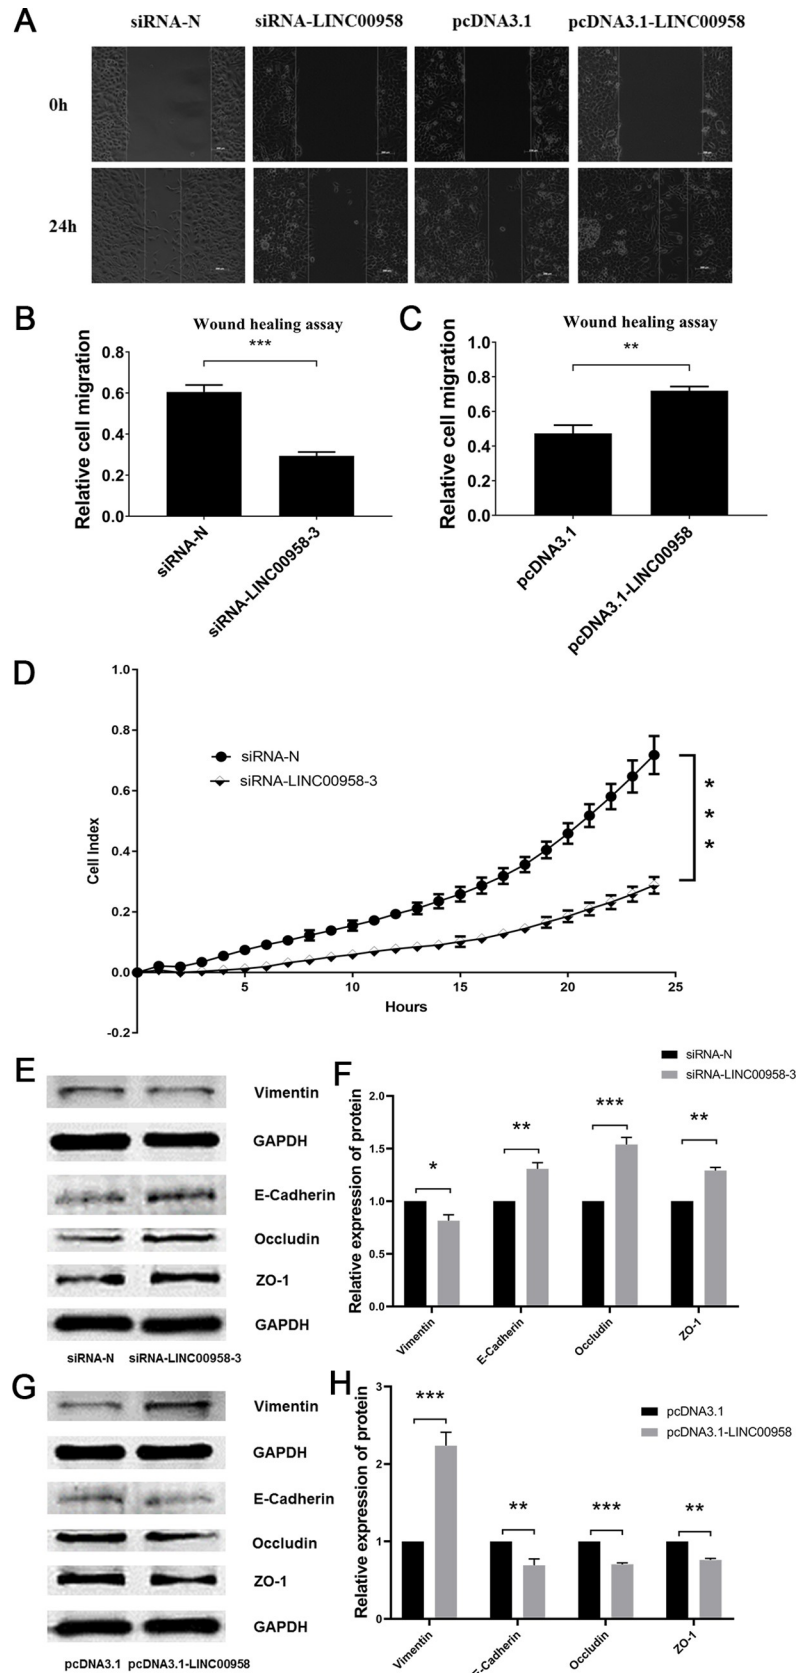 A
siRNA-N siRNA-LINC00958 pcDNA3.1 pcDNA3.1-LINC00958
0h
24h
B
Wound healing assay
***
Relative cell migration
0.8
0.6
0.4
0.2
0.0
siRNA-N
siRNA-LINC00958-3
C
Wound healing assay
**
Relative cell migration
1.0
0.8
0.6
0.4
0.2
0.0
pcDNA3.1
pcDNA3.1-LINC00958
D
1.0
0.8
0.6
0.4
0.2
0.0
-0.2
Cell Index
siRNA-N
siRNA-LINC00958-3
***
5 10 15 20 25
Hours
E
Vimentin
GAPDH
E-Cadherin
Occludin
ZO-1
GAPDH
siRNA-N siRNA-LINC00958-3
F
siRNA-N
siRNA-LINC00958-3
Relative expression of protein
2.0
1.5
1.0
0.5
0.0
* ** *** **
Vimentin E-Cadherin Occludin ZO-1
G
Vimentin
GAPDH
E-Cadherin
Occludin
ZO-1
GAPDH
pcDNA3.1 pcDNA3.1-LINC00958
H
pcDNA3.1
pcDNA3.1-LINC00958
Relative expression of protein
3
2
1
0
*** ** *** **
Vimentin E-Cadherin Occludin ZO-1